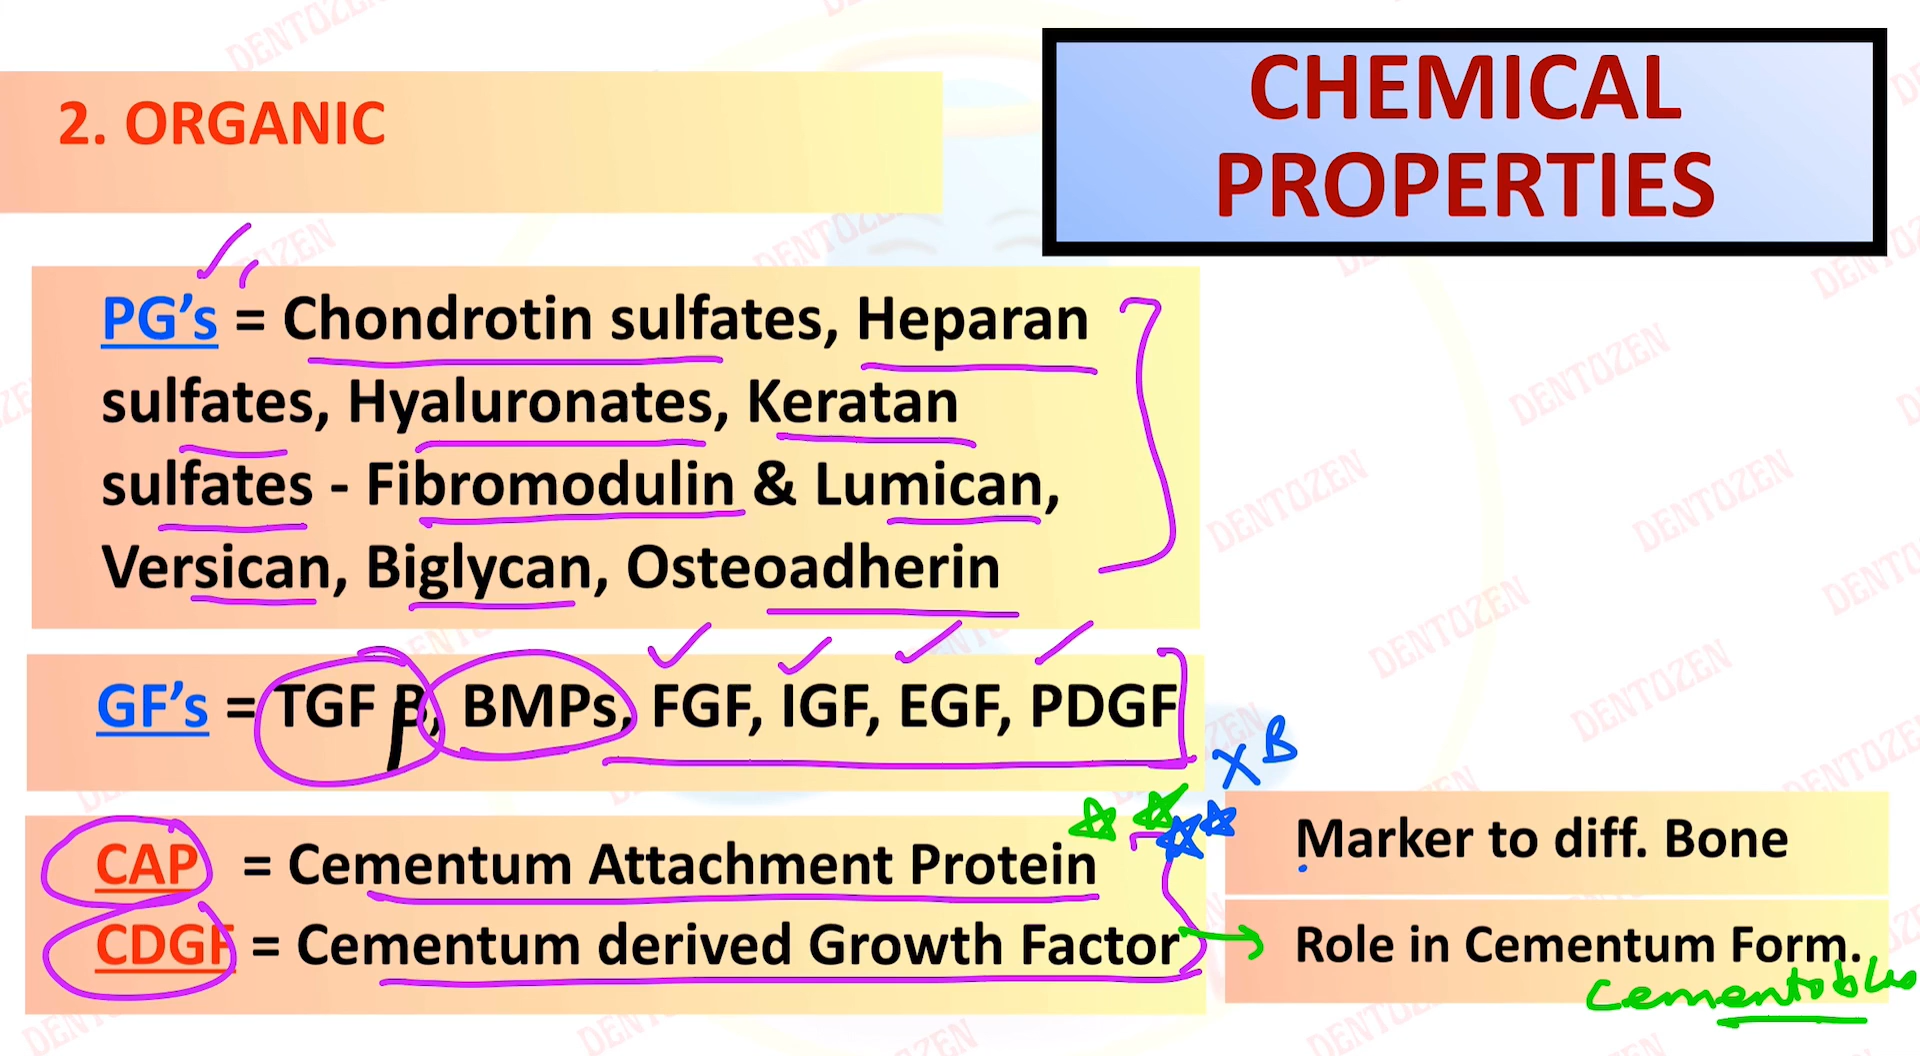 CHEMICAL
PROPERTIES
2. ORGANIC
PG's = Chondrotin sulfates, Heparan
sulfates, Hyaluronates, Keratan
sulfates - Fibromodulin & Lumican,
Versican, Biglycan, Osteoadherin
GF's = TGF β, BMPs, FGF, IGF, EGF, PDGF
X B
CAP = Cementum Attachment Protein
Marker to diff. Bone
CDGF = Cementum derived Growth Factor
Role in Cementum Form.
DENTOZEN